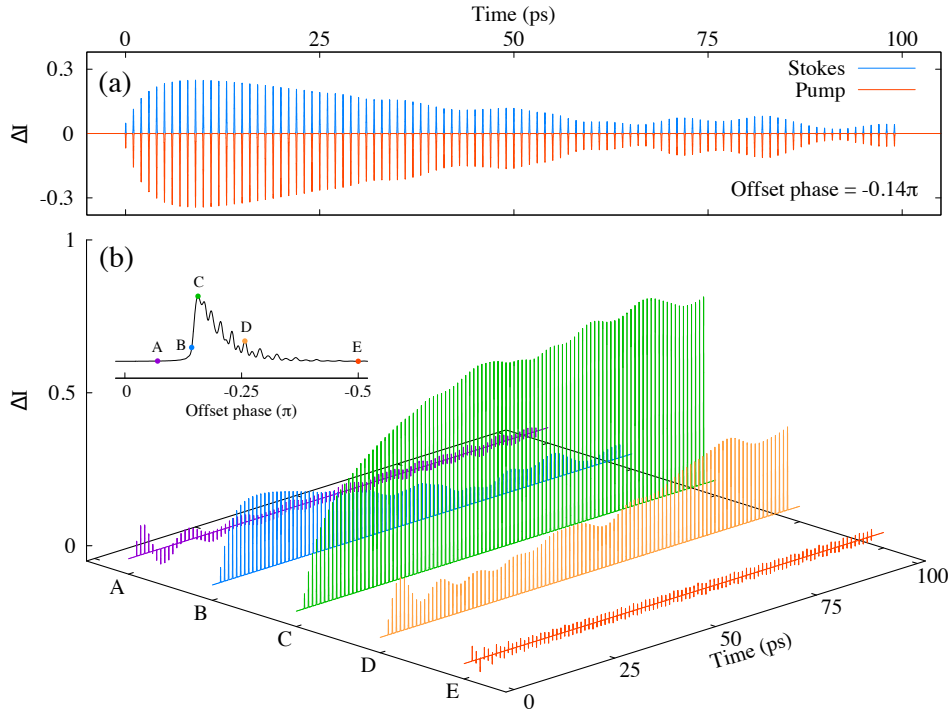 Time (ps)
0 25 50 75 100
(a)
Stokes
Pump
0.3
0
-0.3
ΔI
Offset phase = -0.14π
(b)
1
0.5
0
ΔI
C
D
B
A
E
0 -0.25 -0.5
Offset phase (π)
A
B
C
D
E
0
25
50
75
100
Time (ps)